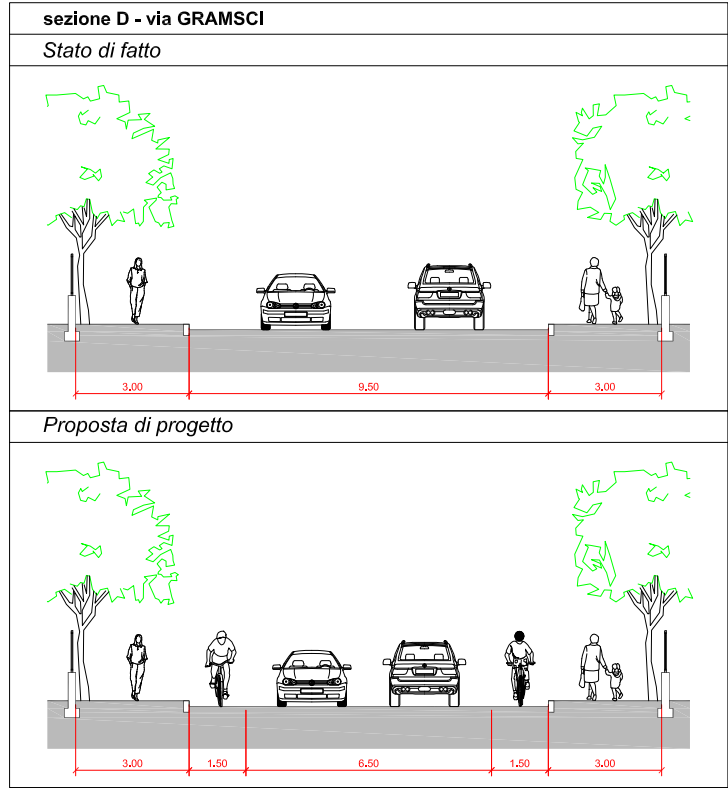 sezione D - via GRAMSCI
Stato di fatto
3.00 9.50 3.00
Proposta di progetto
3.00 1.50 6.50 1.50 3.00